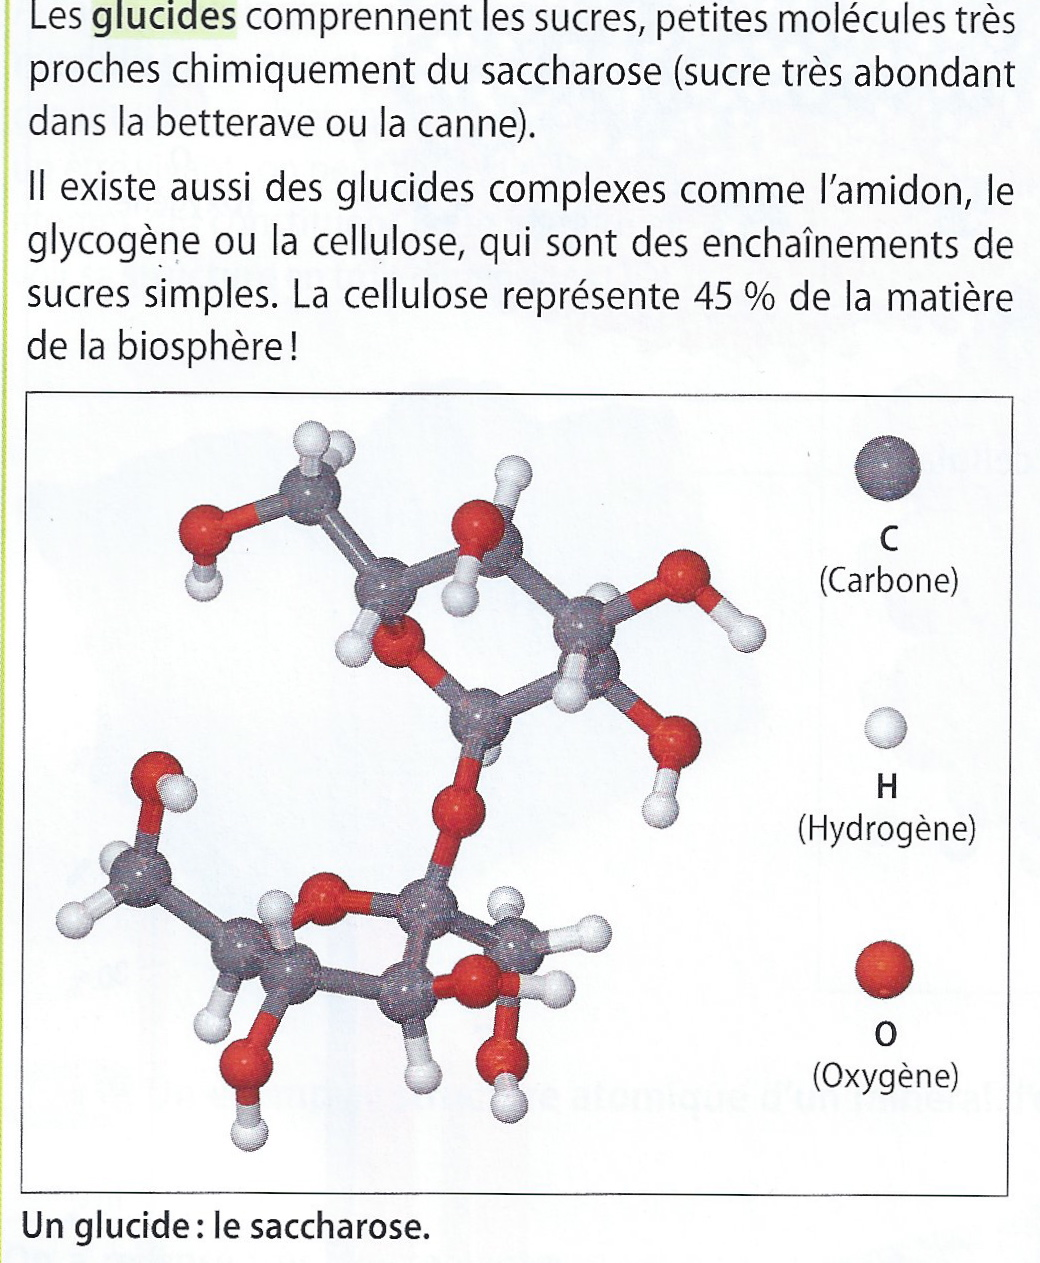 Les glucides comprennent les sucres, petites molécules très
proches chimiquement du saccharose (sucre très abondant
dans la betterave ou la canne).
Il existe aussi des glucides complexes comme l'amidon, le
glycogène ou la cellulose, qui sont des enchaînements de
sucres simples. La cellulose représente 45 % de la matière
de la biosphère !
C
(Carbone)
H
(Hydrogène)
O
(Oxygène)
Un glucide : le saccharose.